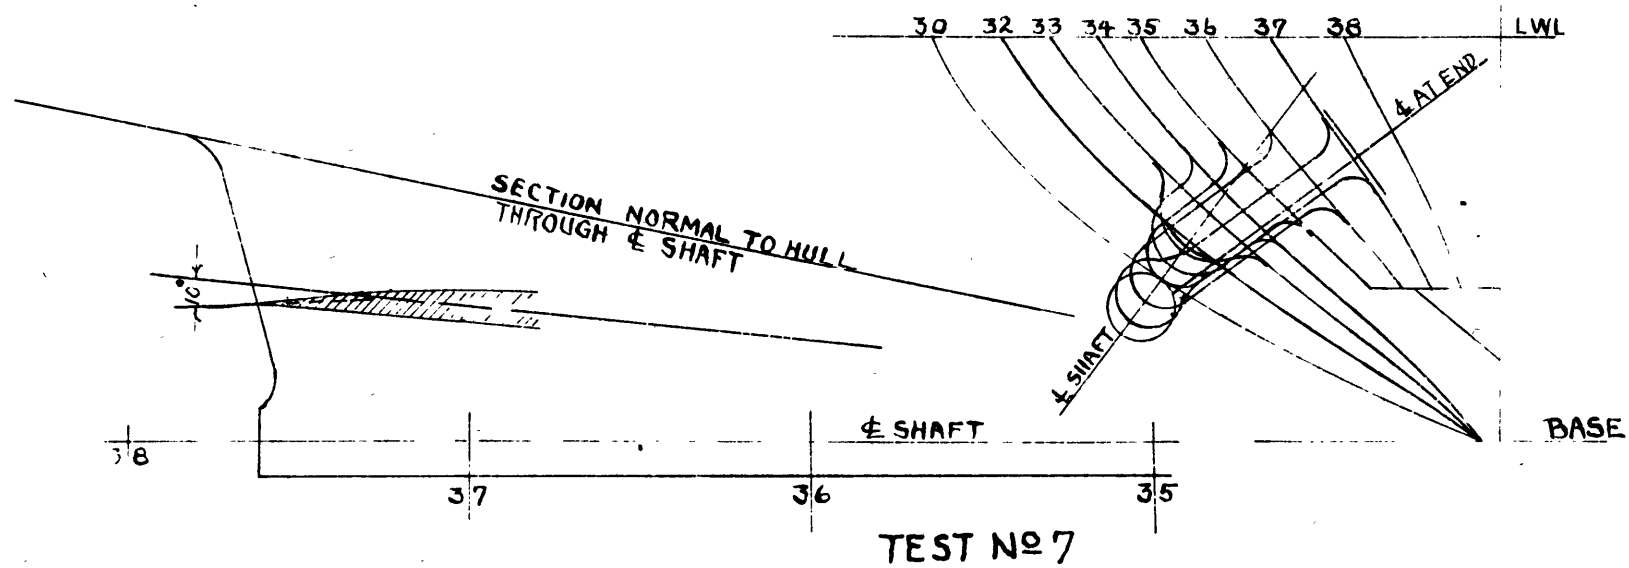 30 32 33 34 35 36 37 38 LWL
℄ AT END
SECTION NORMAL TO HULL
THROUGH ℄ SHAFT
10°
℄ SHAFT
℄ SHAFT
BASE
38
37 36 35
TEST Nº 7